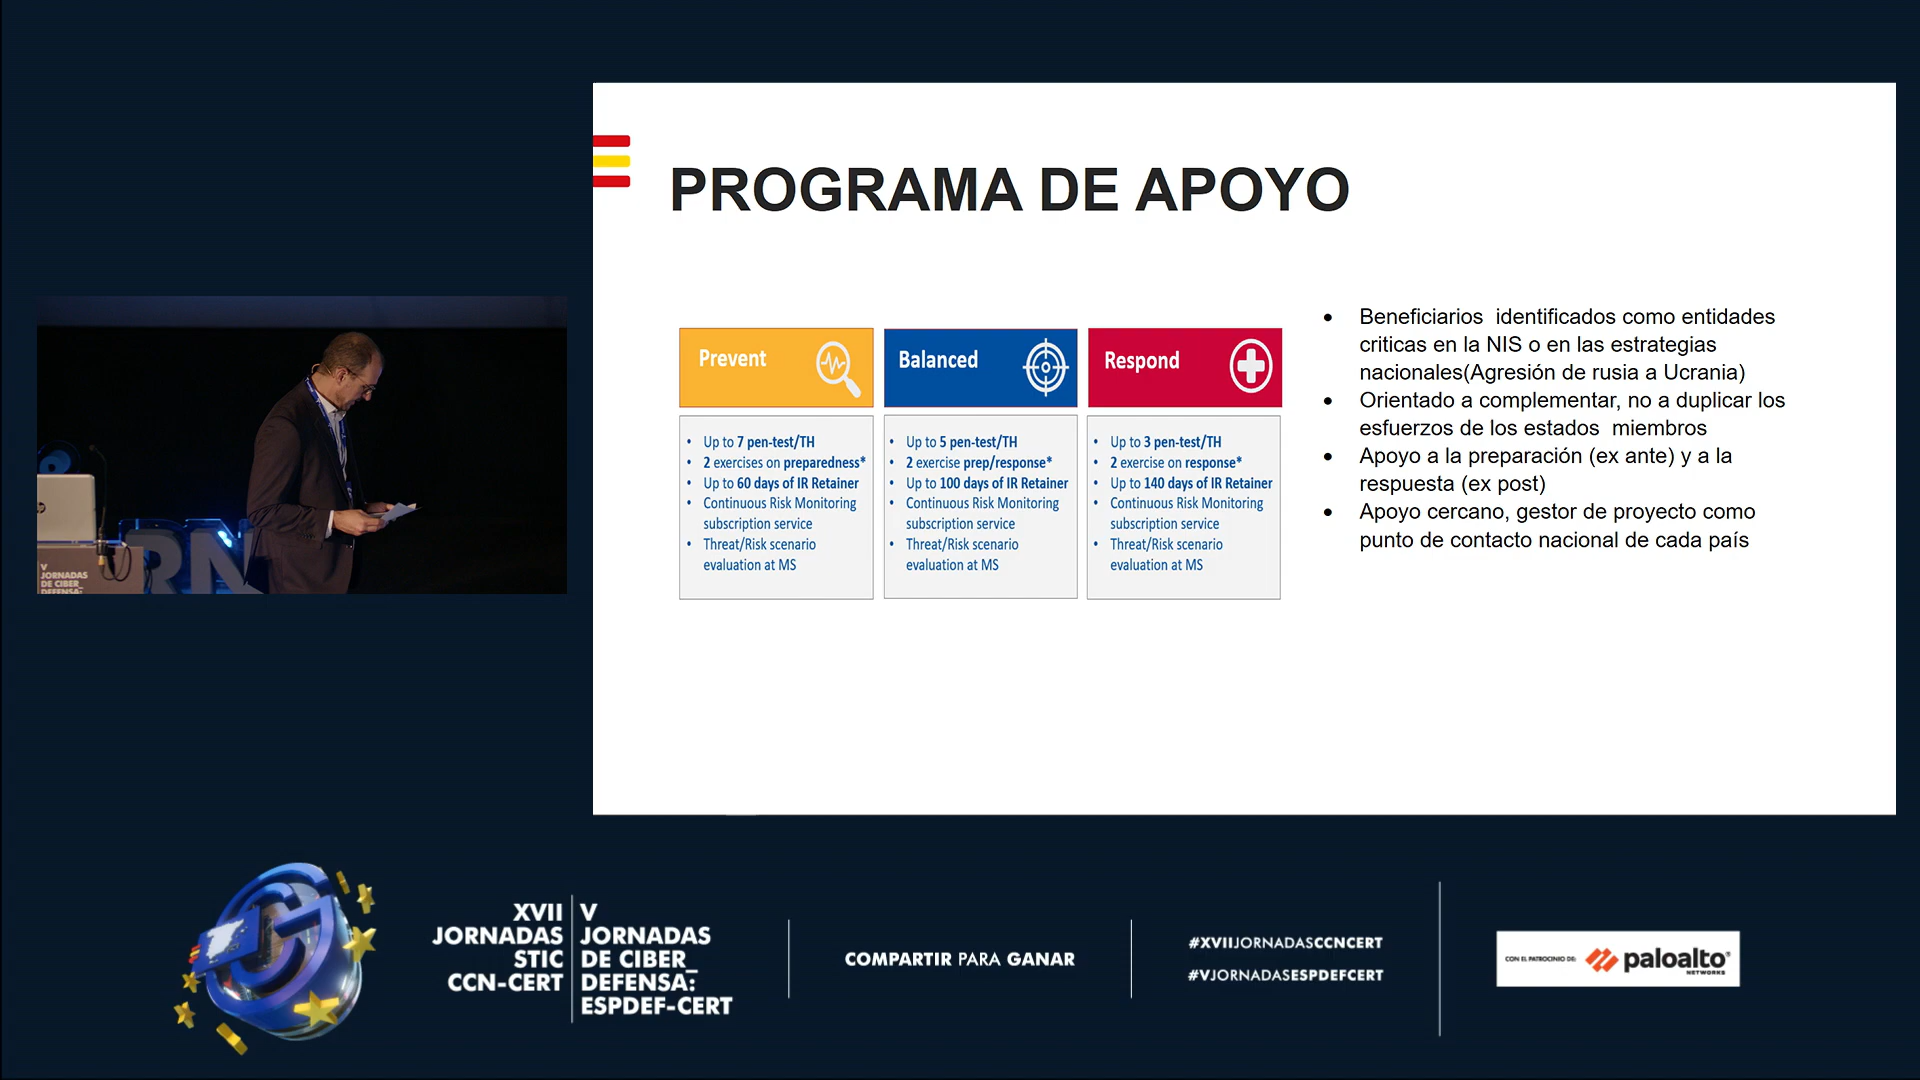 PROGRAMA DE APOYO
Prevent
• Up to 7 pen-test/TH
• 2 exercises on preparedness*
• Up to 60 days of IR Retainer
• Continuous Risk Monitoring
subscription service
• Threat/Risk scenario
evaluation at MS
Balanced
• Up to 5 pen-test/TH
• 2 exercise prep/response*
• Up to 100 days of IR Retainer
• Continuous Risk Monitoring
subscription service
• Threat/Risk scenario
evaluation at MS
Respond
• Up to 3 pen-test/TH
• 2 exercise on response*
• Up to 140 days of IR Retainer
• Continuous Risk Monitoring
subscription service
• Threat/Risk scenario
evaluation at MS
• Beneficiarios identificados como entidades
criticas en la NIS o en las estrategias
nacionales(Agresión de rusia a Ucrania)
• Orientado a complementar, no a duplicar los
esfuerzos de los estados miembros
• Apoyo a la preparación (ex ante) y a la
respuesta (ex post)
• Apoyo cercano, gestor de proyecto como
punto de contacto nacional de cada país
RN
hp
V
JORNADAS
DE CIBER_
DEFENSA:
XVII
JORNADAS
STIC
CCN-CERT
V
JORNADAS
DE CIBER_
DEFENSA:
ESPDEF-CERT
COMPARTIR PARA GANAR
#XVIIJORNADASCCNCERT
#VJORNADASESPDEFCERT
CON EL PATROCINIO DE:
paloalto
NETWORKS